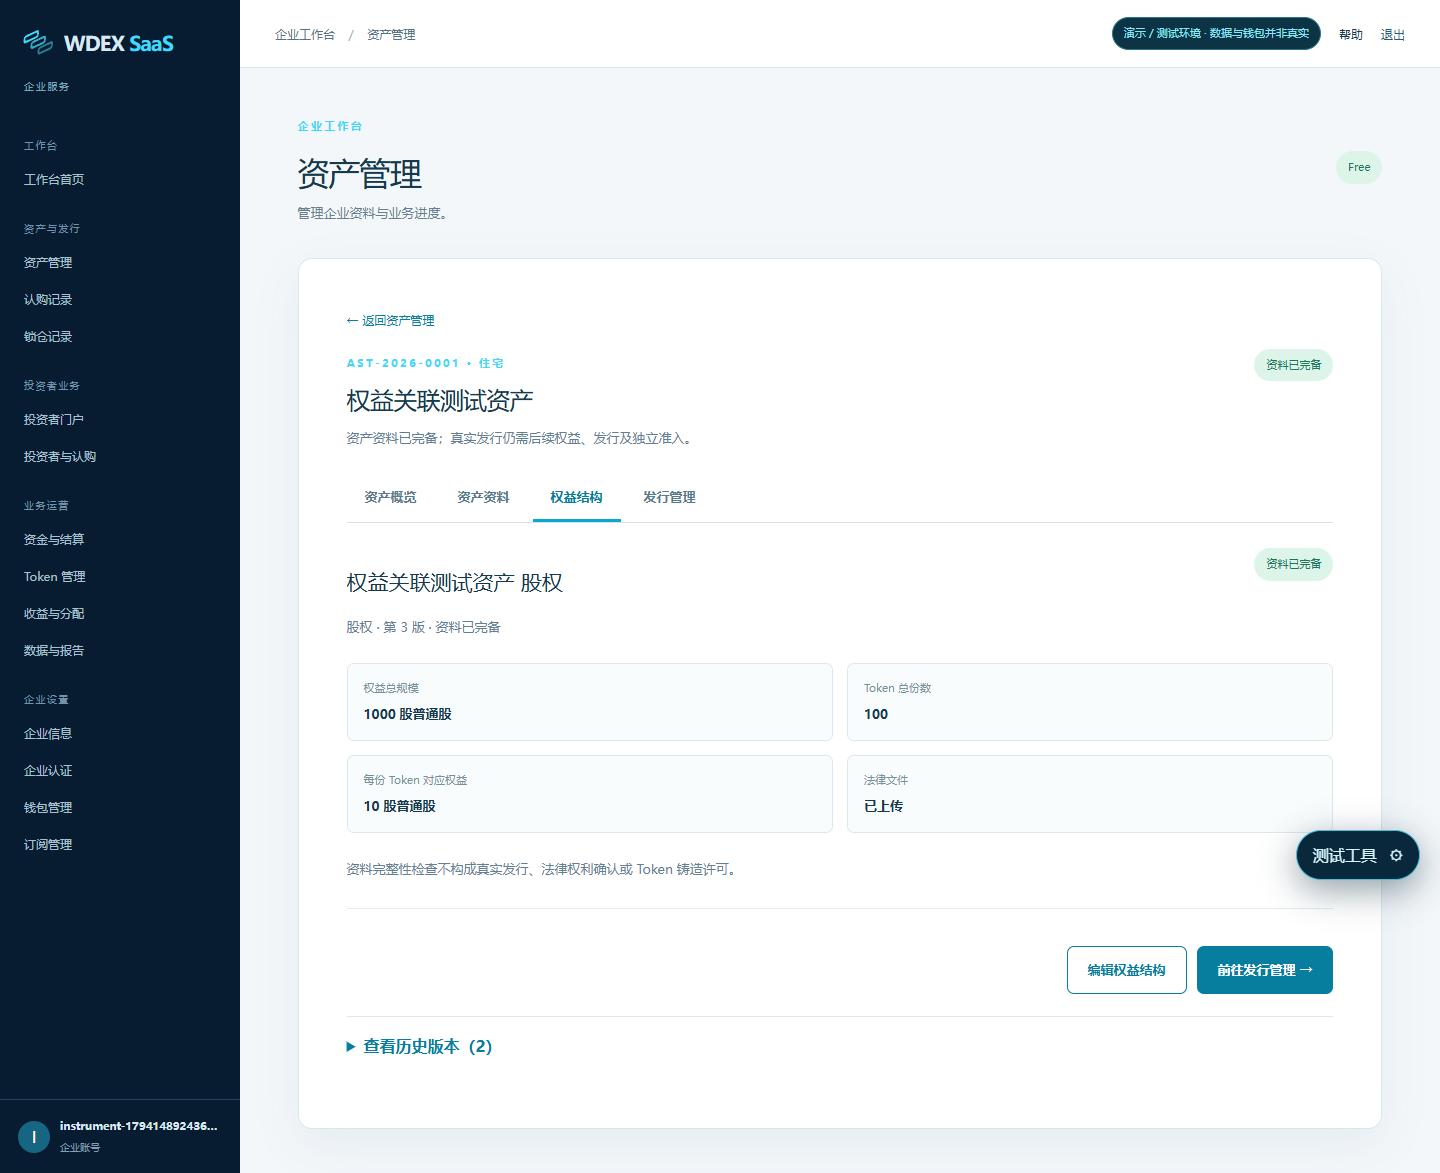 WDEX SaaS
企业服务
工作台
工作台首页
资产与发行
资产管理
认购记录
锁仓记录
投资者业务
投资者门户
投资者与认购
业务运营
资金与结算
Token 管理
收益与分配
数据与报告
企业设置
企业信息
企业认证
钱包管理
订阅管理
I
instrument-179414892436...
企业账号
企业工作台 / 资产管理
演示 / 测试环境 · 数据与钱包并非真实
帮助
退出
企业工作台
资产管理
管理企业资料与业务进度。
Free
← 返回资产管理
AST-2026-0001 • 住宅
权益关联测试资产
资产资料已完备；真实发行仍需后续权益、发行及独立准入。
资料已完备
资产概览
资产资料
权益结构
发行管理
权益关联测试资产 股权
资料已完备
股权 · 第 3 版 · 资料已完备
权益总规模
1000 股普通股
Token 总份数
100
每份 Token 对应权益
10 股普通股
法律文件
已上传
资料完整性检查不构成真实发行、法律权利确认或 Token 铸造许可。
测试工具
编辑权益结构
前往发行管理 →
▶ 查看历史版本（2）